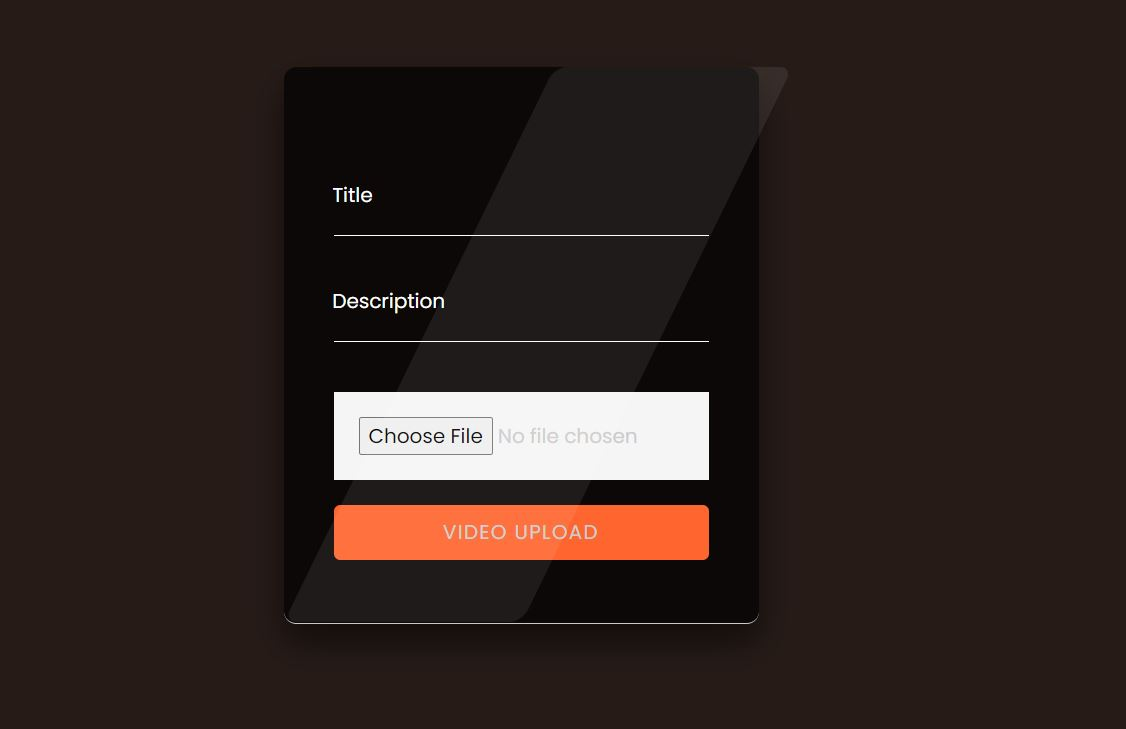 Title
Description
Choose File No file chosen
VIDEO UPLOAD